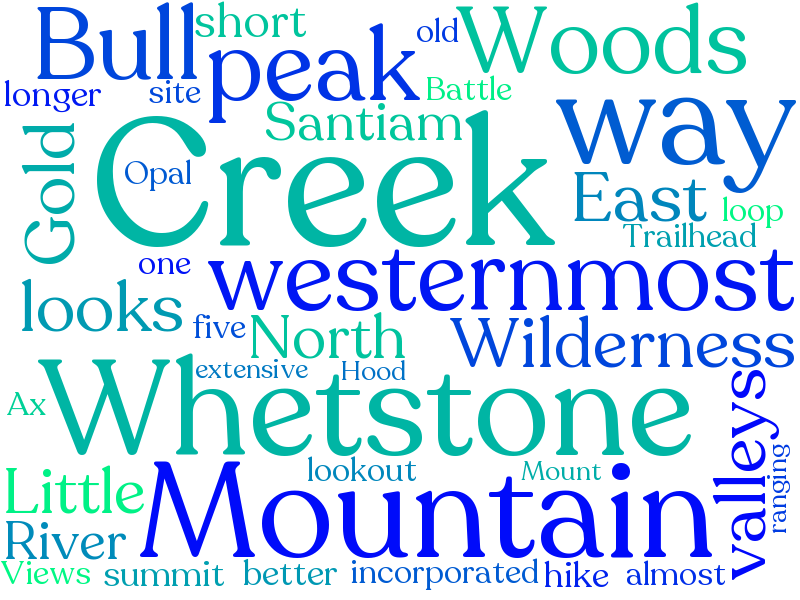 Bull
short
old
Woods
peak
longer
site
Battle
way
Santiam
Gold
Creek
Opal
East
loop
Trailhead
one
westernmost
looks
five
North
Wilderness
extensive
Hood
Whetstone
Ax
valleys
ranging
Little
lookout
Mount
Mountain
River
Views
summit
better
incorporated
hike
almost